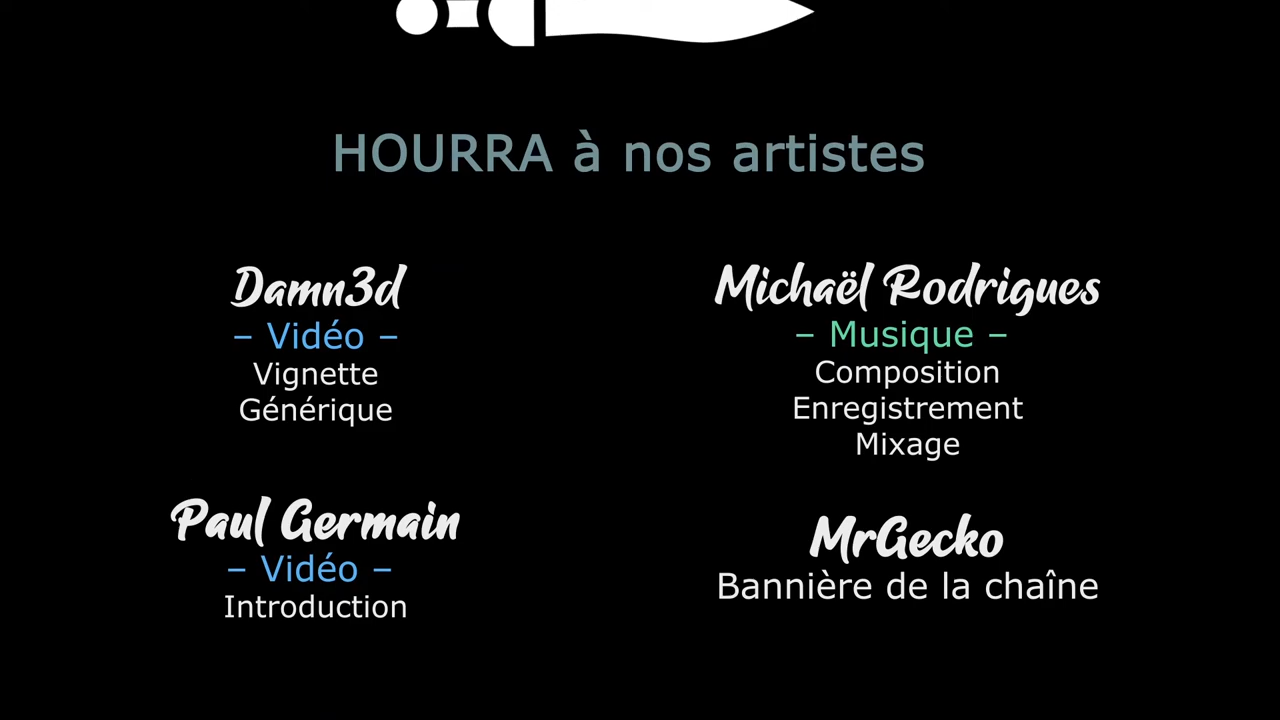 HOURRA à nos artistes
Damn3d
– Vidéo –
Vignette
Générique
Michaël Rodrigues
– Musique –
Composition
Enregistrement
Mixage
Paul Germain
– Vidéo –
Introduction
MrGecko
Bannière de la chaîne